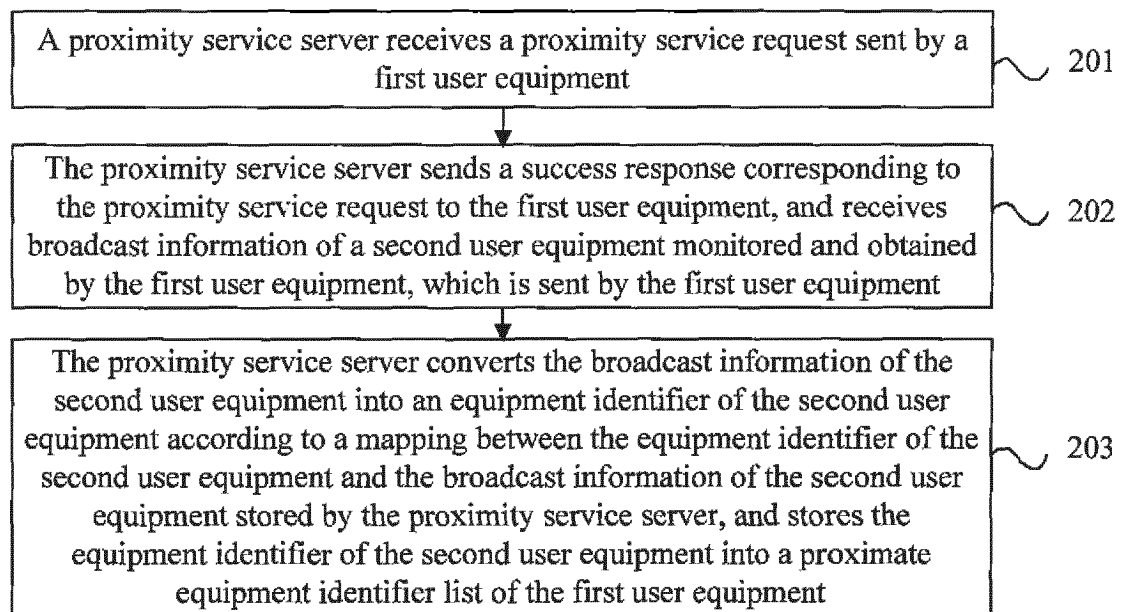 A proximity service server receives a proximity service request sent by a
first user equipment
201
The proximity service server sends a success response corresponding to
the proximity service request to the first user equipment, and receives
broadcast information of a second user equipment monitored and obtained
by the first user equipment, which is sent by the first user equipment
202
The proximity service server converts the broadcast information of the
second user equipment into an equipment identifier of the second user
equipment according to a mapping between the equipment identifier of the
second user equipment and the broadcast information of the second user
equipment stored by the proximity service server, and stores the
equipment identifier of the second user equipment into a proximate
equipment identifier list of the first user equipment
203